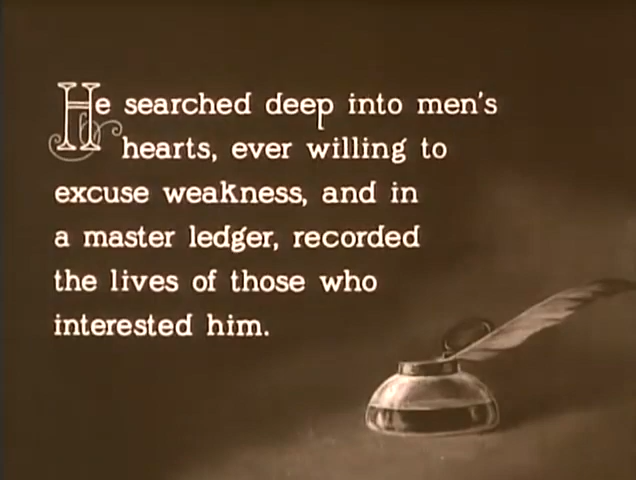 He searched deep into men's
hearts, ever willing to
excuse weakness, and in
a master ledger, recorded
the lives of those who
interested him.